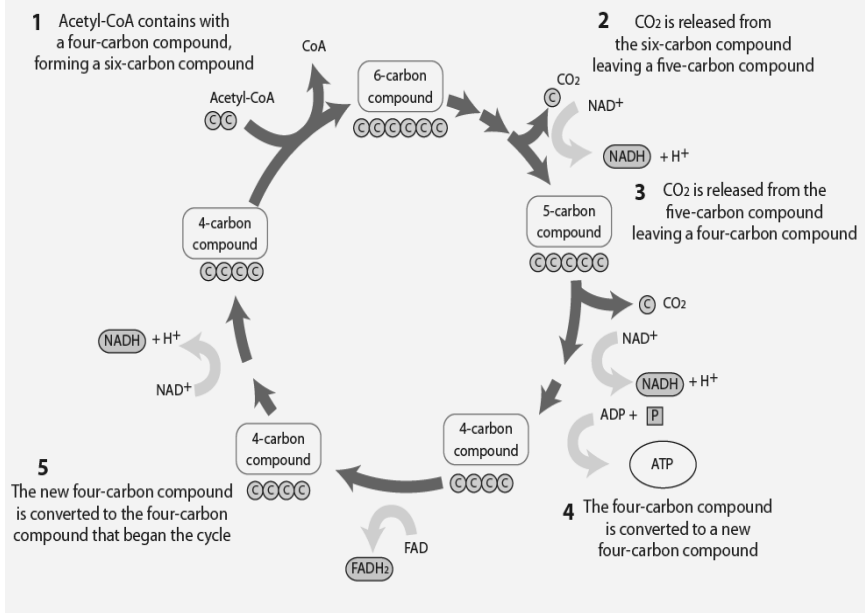 1 Acetyl-CoA contains with
a four-carbon compound,
forming a six-carbon compound
CoA
Acetyl-CoA
C C
6-carbon
compound
C C C C C C
2 CO2 is released from
the six-carbon compound
leaving a five-carbon compound
CO2
C
NAD+
NADH + H+
3 CO2 is released from the
five-carbon compound
leaving a four-carbon compound
5-carbon
compound
C C C C C
C CO2
NAD+
NADH + H+
ADP + P
ATP
4-carbon
compound
C C C C
4 The four-carbon compound
is converted to a new
four-carbon compound
FAD
FADH2
4-carbon
compound
C C C C
5
The new four-carbon compound
is converted to the four-carbon
compound that began the cycle
NADH + H+
NAD+
4-carbon
compound
C C C C